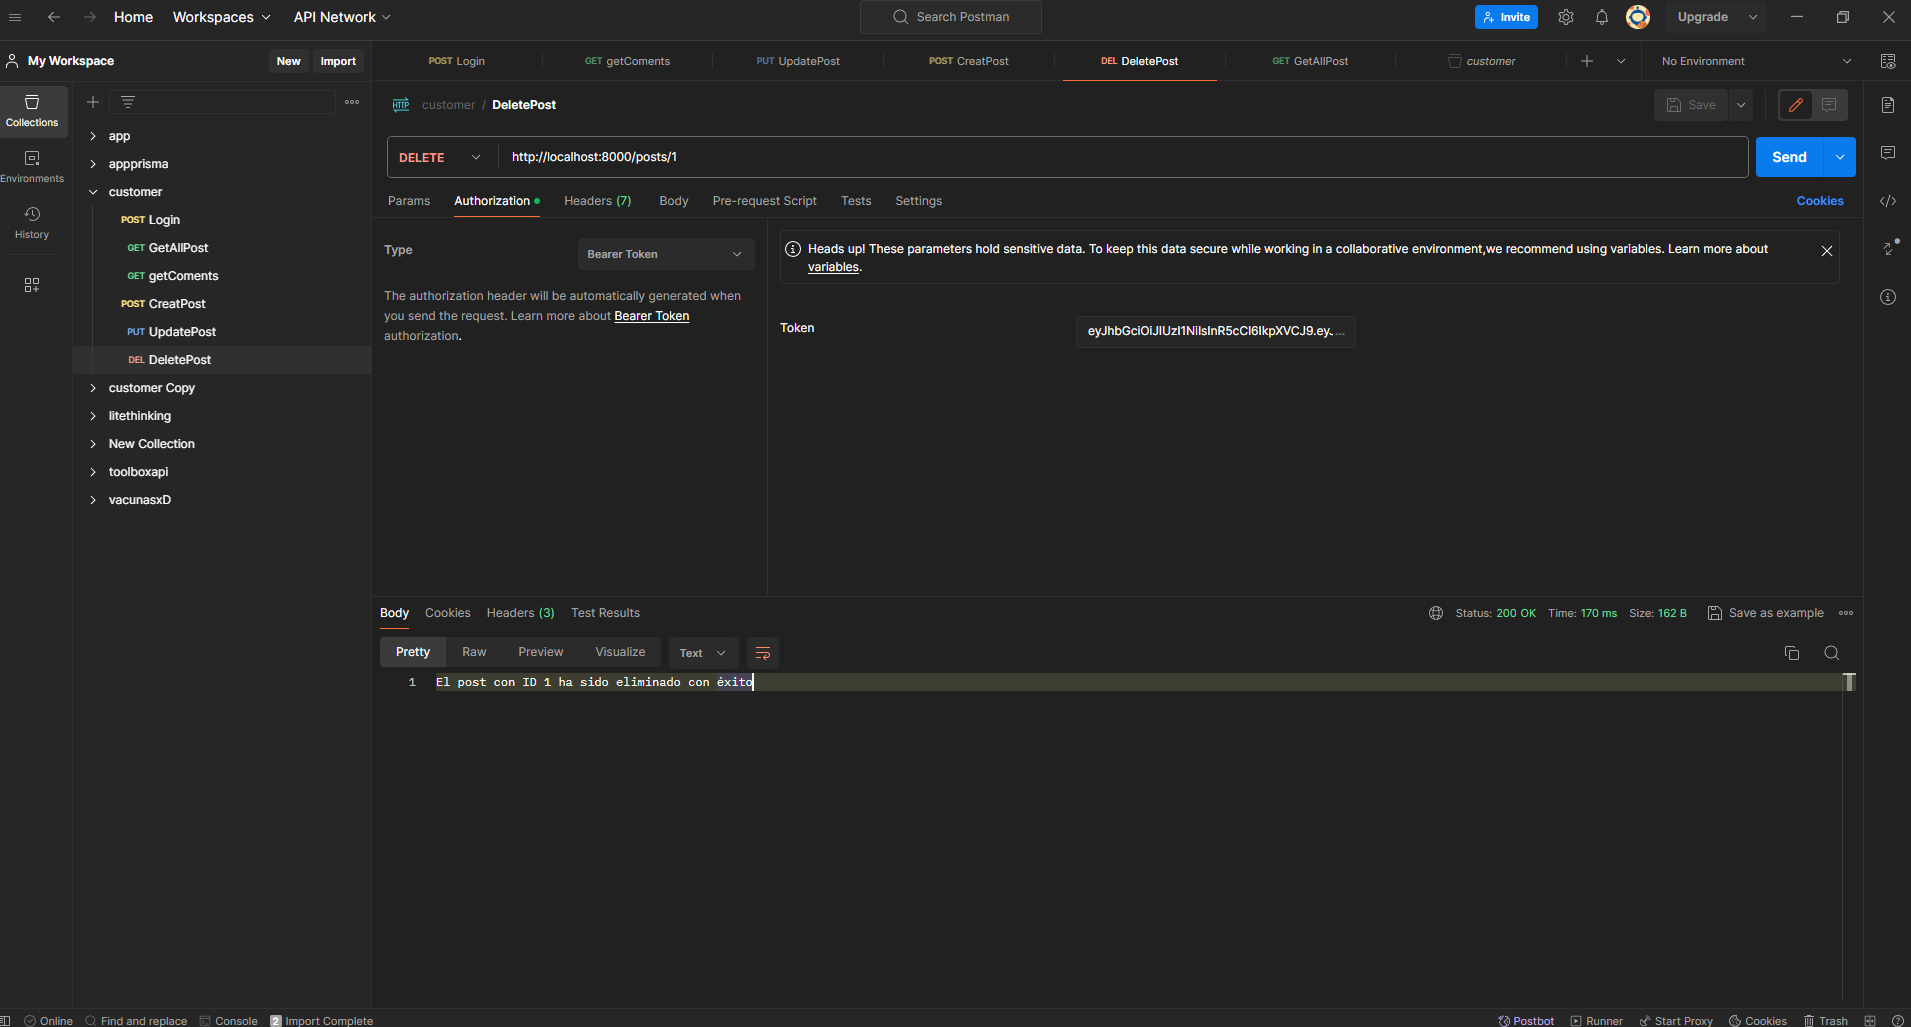 Home Workspaces API Network Search Postman Invite Upgrade
My Workspace New Import
POST Login GET getComents PUT UpdatePost POST CreatPost DEL DeletePost GET GetAllPost customer No Environment
Collections
Environments
History
app
appprisma
customer
POST Login
GET GetAllPost
GET getComents
POST CreatPost
PUT UpdatePost
DEL DeletePost
customer Copy
litethinking
New Collection
toolboxapi
vacunasxD
HTTP customer / DeletePost Save
DELETE http://localhost:8000/posts/1 Send
Params Authorization Headers (7) Body Pre-request Script Tests Settings Cookies
Type Bearer Token
The authorization header will be automatically generated when
you send the request. Learn more about Bearer Token
authorization.
Heads up! These parameters hold sensitive data. To keep this data secure while working in a collaborative environment,we recommend using variables. Learn more about
variables.
Token eyJhbGciOiJIUzI1NiIsInR5cCI6IkpXVCJ9.ey. ...
Body Cookies Headers (3) Test Results Status: 200 OK Time: 170 ms Size: 162 B Save as example
Pretty Raw Preview Visualize Text
1 El post con ID 1 ha sido eliminado con éxito
Online Find and replace Console 2 Import Complete Postbot Runner Start Proxy Cookies Trash